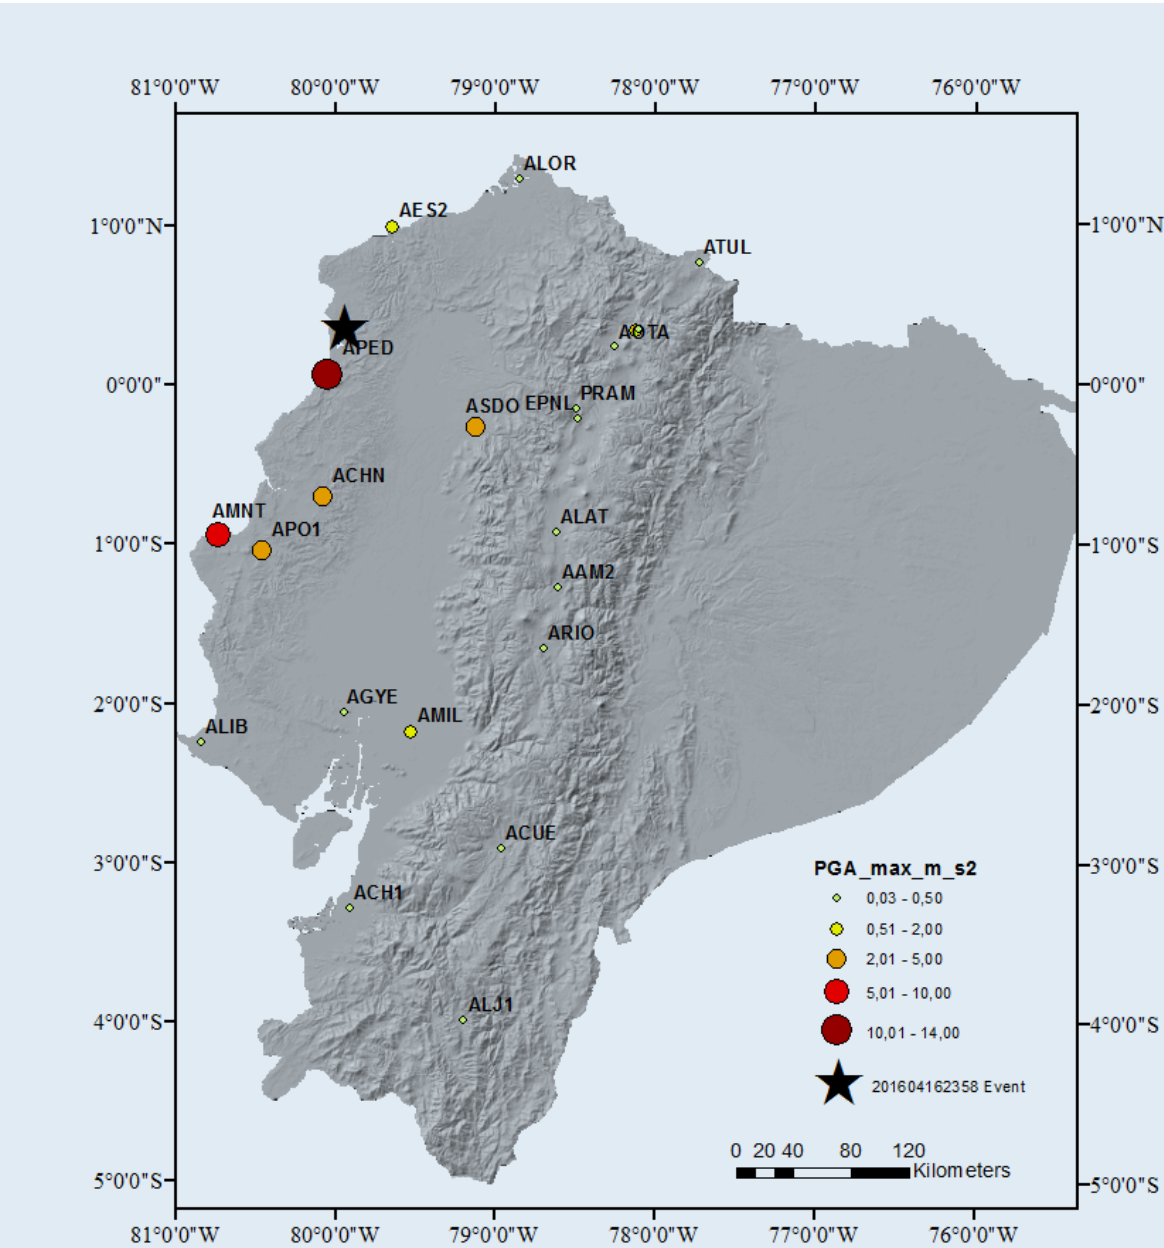 81°0'0"W 80°0'0"W 79°0'0"W 78°0'0"W 77°0'0"W 76°0'0"W
ALOR
AES2
1°0'0"N 1°0'0"N
ATUL
AOTA
APED
0°0'0" 0°0'0"
PRAM
EPNL
ASDO
ACHN
AMNT
ALAT
APO1
1°0'0"S 1°0'0"S
AAM2
ARIO
AGYE
2°0'0"S 2°0'0"S
AMIL
ALIB
ACUE
3°0'0"S 3°0'0"S
PGA_max_m_s2
ACH1
0,03 - 0,50
0,51 - 2,00
2,01 - 5,00
5,01 - 10,00
ALJ1
4°0'0"S 4°0'0"S
10,01 - 14,00
201604162358 Event
0 20 40 80 120
Kilometers
5°0'0"S 5°0'0"S
81°0'0"W 80°0'0"W 79°0'0"W 78°0'0"W 77°0'0"W 76°0'0"W